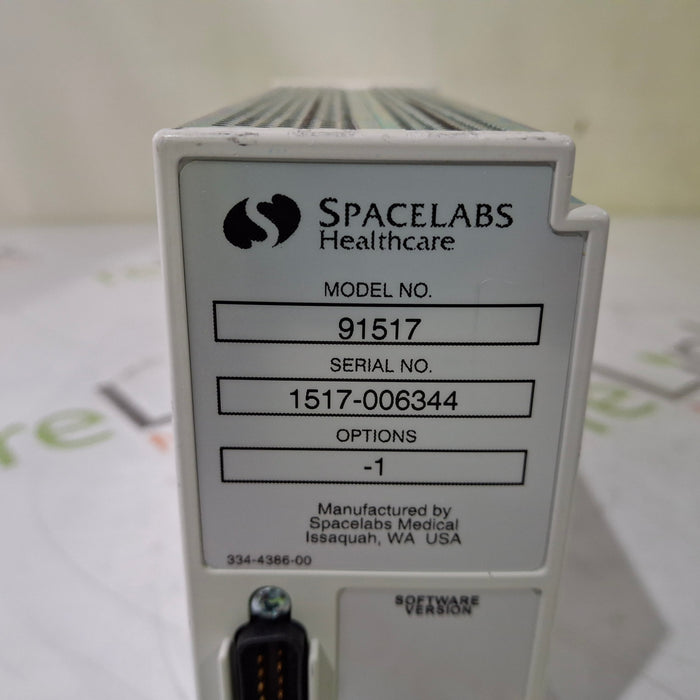 SPACELABS
Healthcare
MODEL NO.
91517
SERIAL NO.
1517-006344
OPTIONS
-1
Manufactured by
Spacelabs Medical
Issaquah, WA USA
334-4386-00
SOFTWARE
VERSION